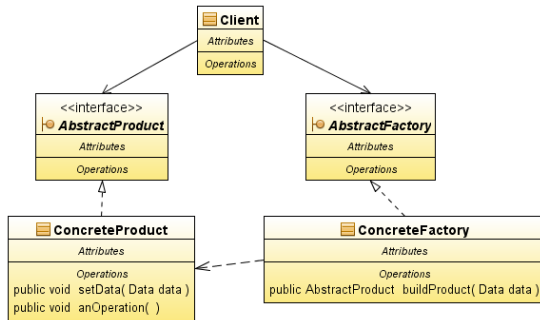 Client
Attributes
Operations
<<interface>>
AbstractProduct
Attributes
Operations
<<interface>>
AbstractFactory
Attributes
Operations
ConcreteProduct
Attributes
Operations
public void setData( Data data )
public void anOperation( )
ConcreteFactory
Attributes
Operations
public AbstractProduct buildProduct( Data data )